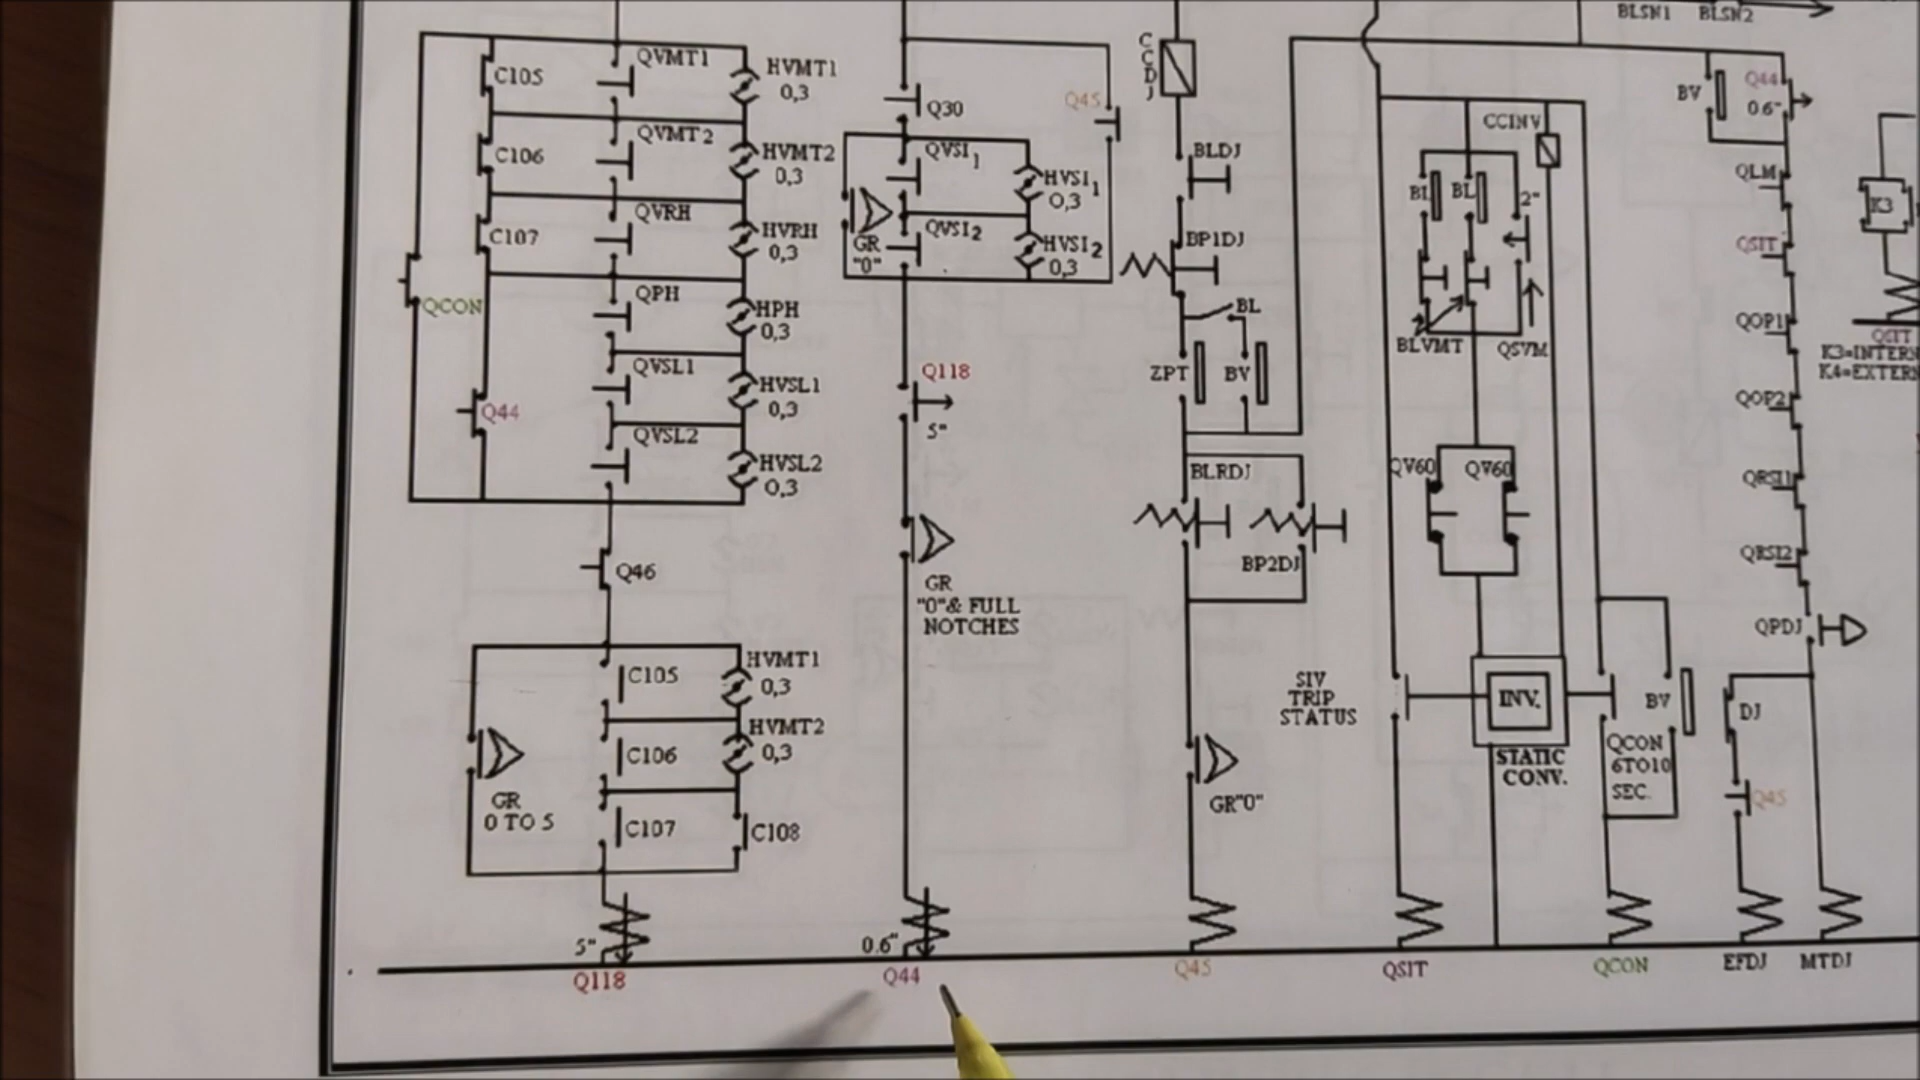 BLSN1 BLSN2
C105
QVMT1
HVMT1
0,3
C106
QVMT2
HVMT2
0,3
C107
QVRH
HVRH
0,3
QCON
QPH
HPH
0,3
QVSL1
HVSL1
0,3
Q44
QVSL2
HVSL2
0,3
Q46
C105
HVMT1
0,3
C106
HVMT2
0,3
C107
C108
GR
0 TO 5
5"
Q118
Q30
Q45
QVSI1
HVSI1
0,3
GR
"0"
QVSI2
HVSI2
0,3
Q118
5"
GR
"0"& FULL
NOTCHES
0.6"
Q44
C
C
D
J
BLDJ
BP1DJ
BL
ZPT
BV
BLRDJ
BP2DJ
GR"0"
Q45
CCINV
BL
BL
2"
BLVMT
QSVM
QV60
QV60
SIV
TRIP
STATUS
INV.
STATIC
CONV.
QSIT
BV
QCON
6TO10
SEC.
QCON
BV
Q44
0.6"
QLM
QSIT
QOP1
QOP2
QRSI1
QRSI2
QPDJ
DJ
Q45
EFDJ
MTDJ
K3
QSIT
K3=INTERN
K4=EXTERN